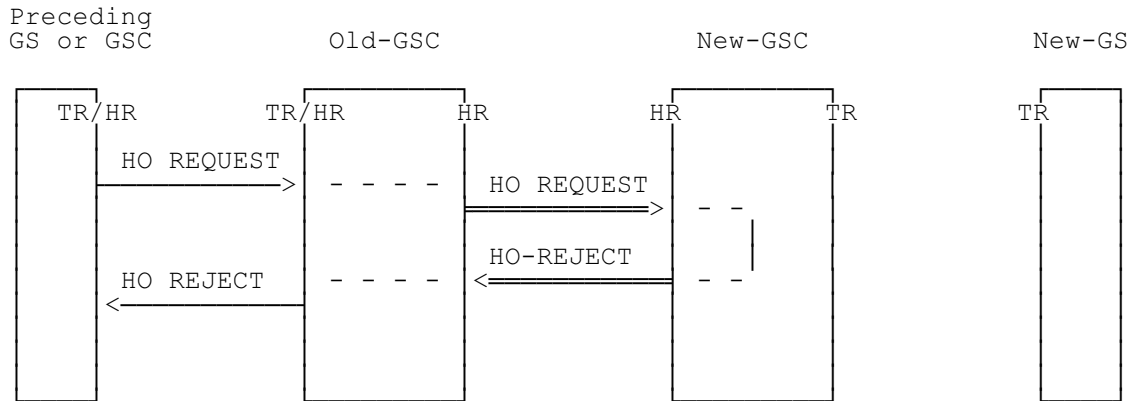 Preceding
GS or GSC Old-GSC New-GSC New-GS
TR/HR TR/HR HR HR TR TR
HO REQUEST
HO REQUEST
HO-REJECT
HO REJECT